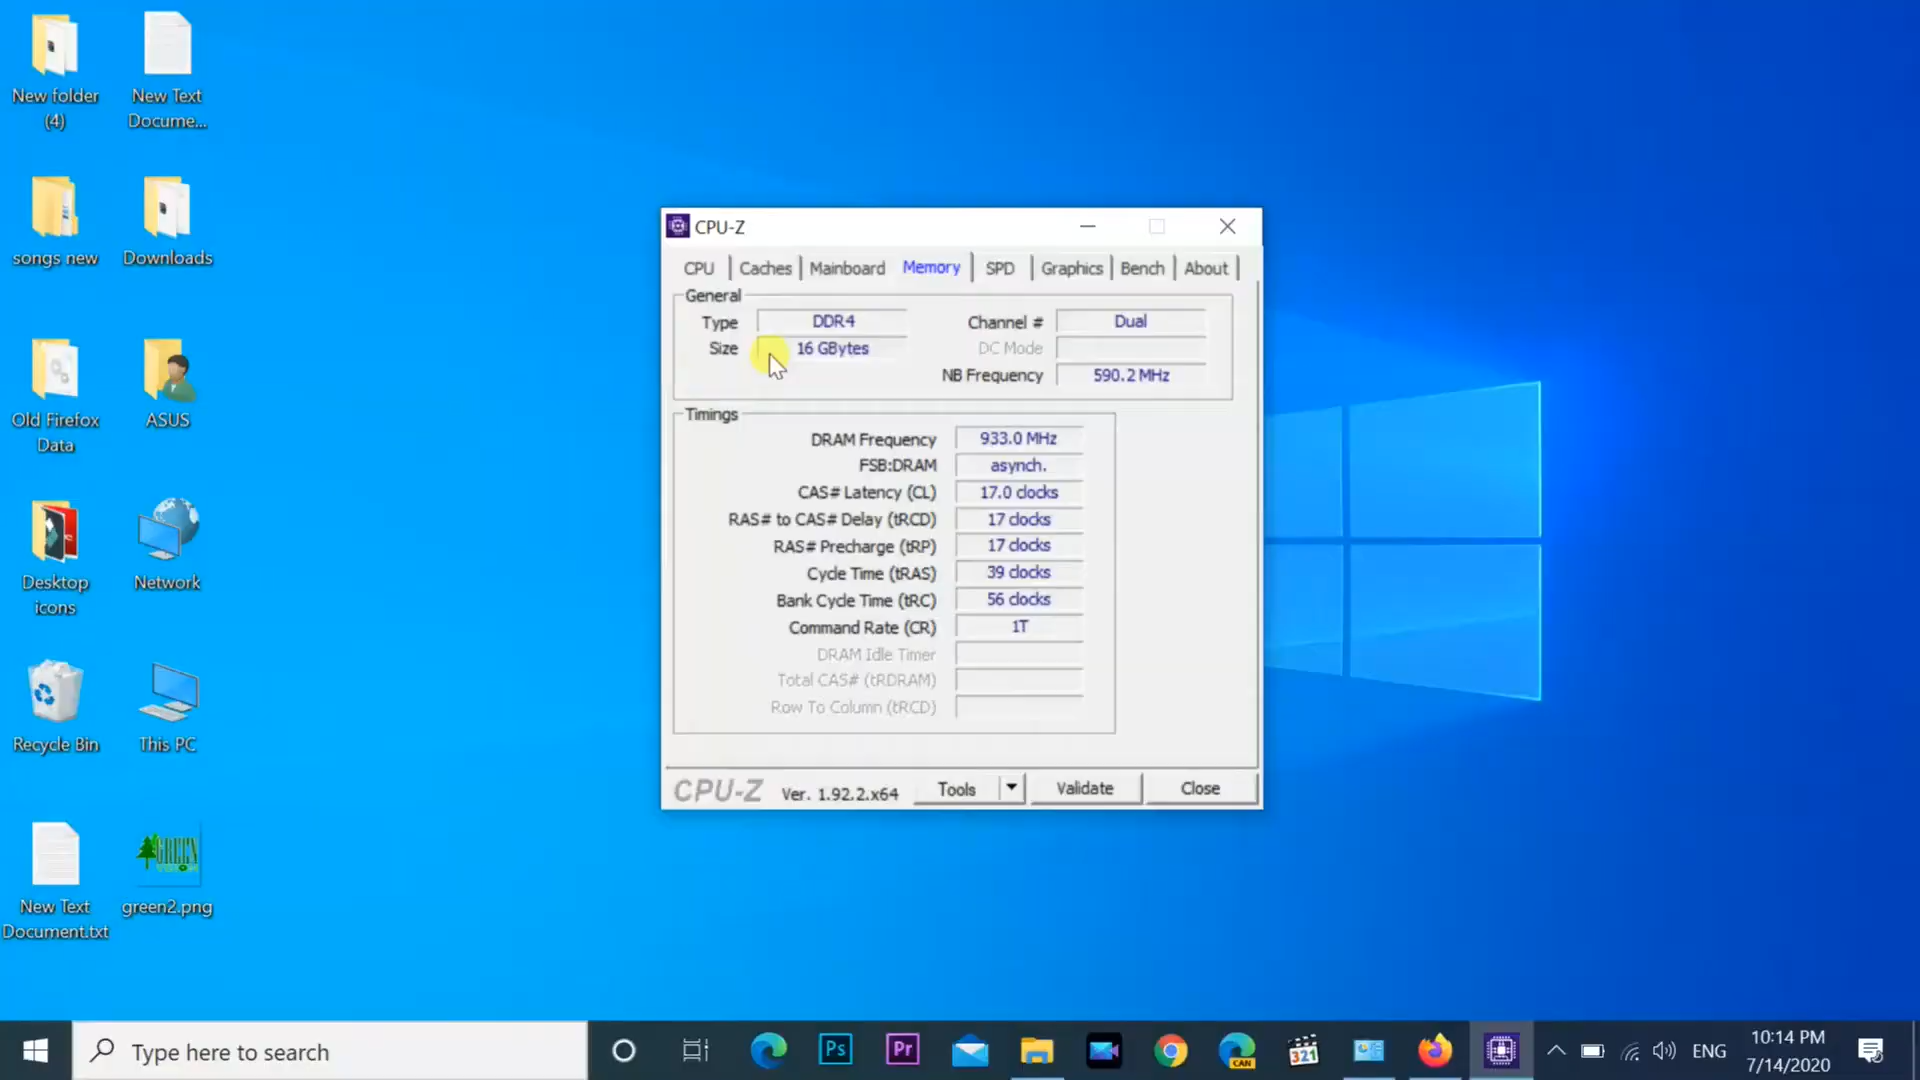 New folder
(4)
New Text
Docume...
songs new
Downloads
Old Firefox
Data
ASUS
Desktop
icons
Network
Recycle Bin
This PC
New Text
Document.txt
GREEN
green2.png
CPU-Z
CPU
Caches
Mainboard
Memory
SPD
Graphics
Bench
About
General
Type DDR4 Channel # Dual
Size 16 GBytes DC Mode
NB Frequency 590.2 MHz
Timings
DRAM Frequency 933.0 MHz
FSB:DRAM asynch.
CAS# Latency (CL) 17.0 clocks
RAS# to CAS# Delay (tRCD) 17 clocks
RAS# Precharge (tRP) 17 clocks
Cycle Time (tRAS) 39 clocks
Bank Cycle Time (tRC) 56 clocks
Command Rate (CR) 1T
DRAM Idle Timer
Total CAS# (tRDRAM)
Row To Column (tRCD)
CPU-Z Ver. 1.92.2.x64 Tools Validate Close
Type here to search
Ps
Pr
CAN
321
ENG
10:14 PM
7/14/2020